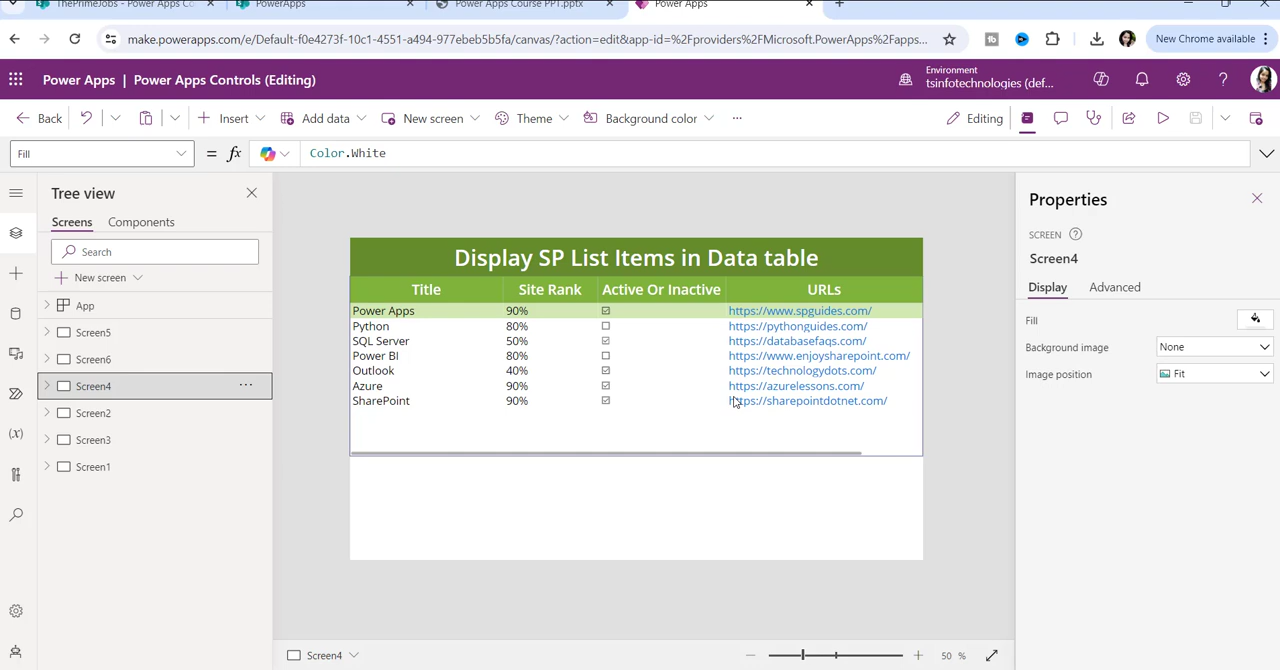 ThePrimeJobs - Power Apps Co
PowerApps
Power Apps Course PPT.pptx
Power Apps
make.powerapps.com/e/Default-f0e4273f-10c1-4551-a494-977ebeb5b5fa/canvas/?action=edit&app-id=%2Fproviders%2FMicrosoft.PowerApps%2Fapps...
New Chrome available
Power Apps | Power Apps Controls (Editing)
Environment
tsinfotechnologies (def...
Back
Insert
Add data
New screen
Theme
Background color
...
Editing
Fill
= fx
Color.White
Tree view
Screens
Components
Search
New screen
App
Screen5
Screen6
Screen4
...
Screen2
Screen3
Screen1
Display SP List Items in Data table
Title Site Rank Active Or Inactive URLs
Power Apps 90% https://www.spguides.com/
Python 80% https://pythonguides.com/
SQL Server 50% https://databasefaqs.com/
Power BI 80% https://www.enjoysharepoint.com/
Outlook 40% https://technologydots.com/
Azure 90% https://azurelessons.com/
SharePoint 90% https://sharepointdotnet.com/
Properties
SCREEN
Screen4
Display
Advanced
Fill
Background image
None
Image position
Fit
Screen4
50 %